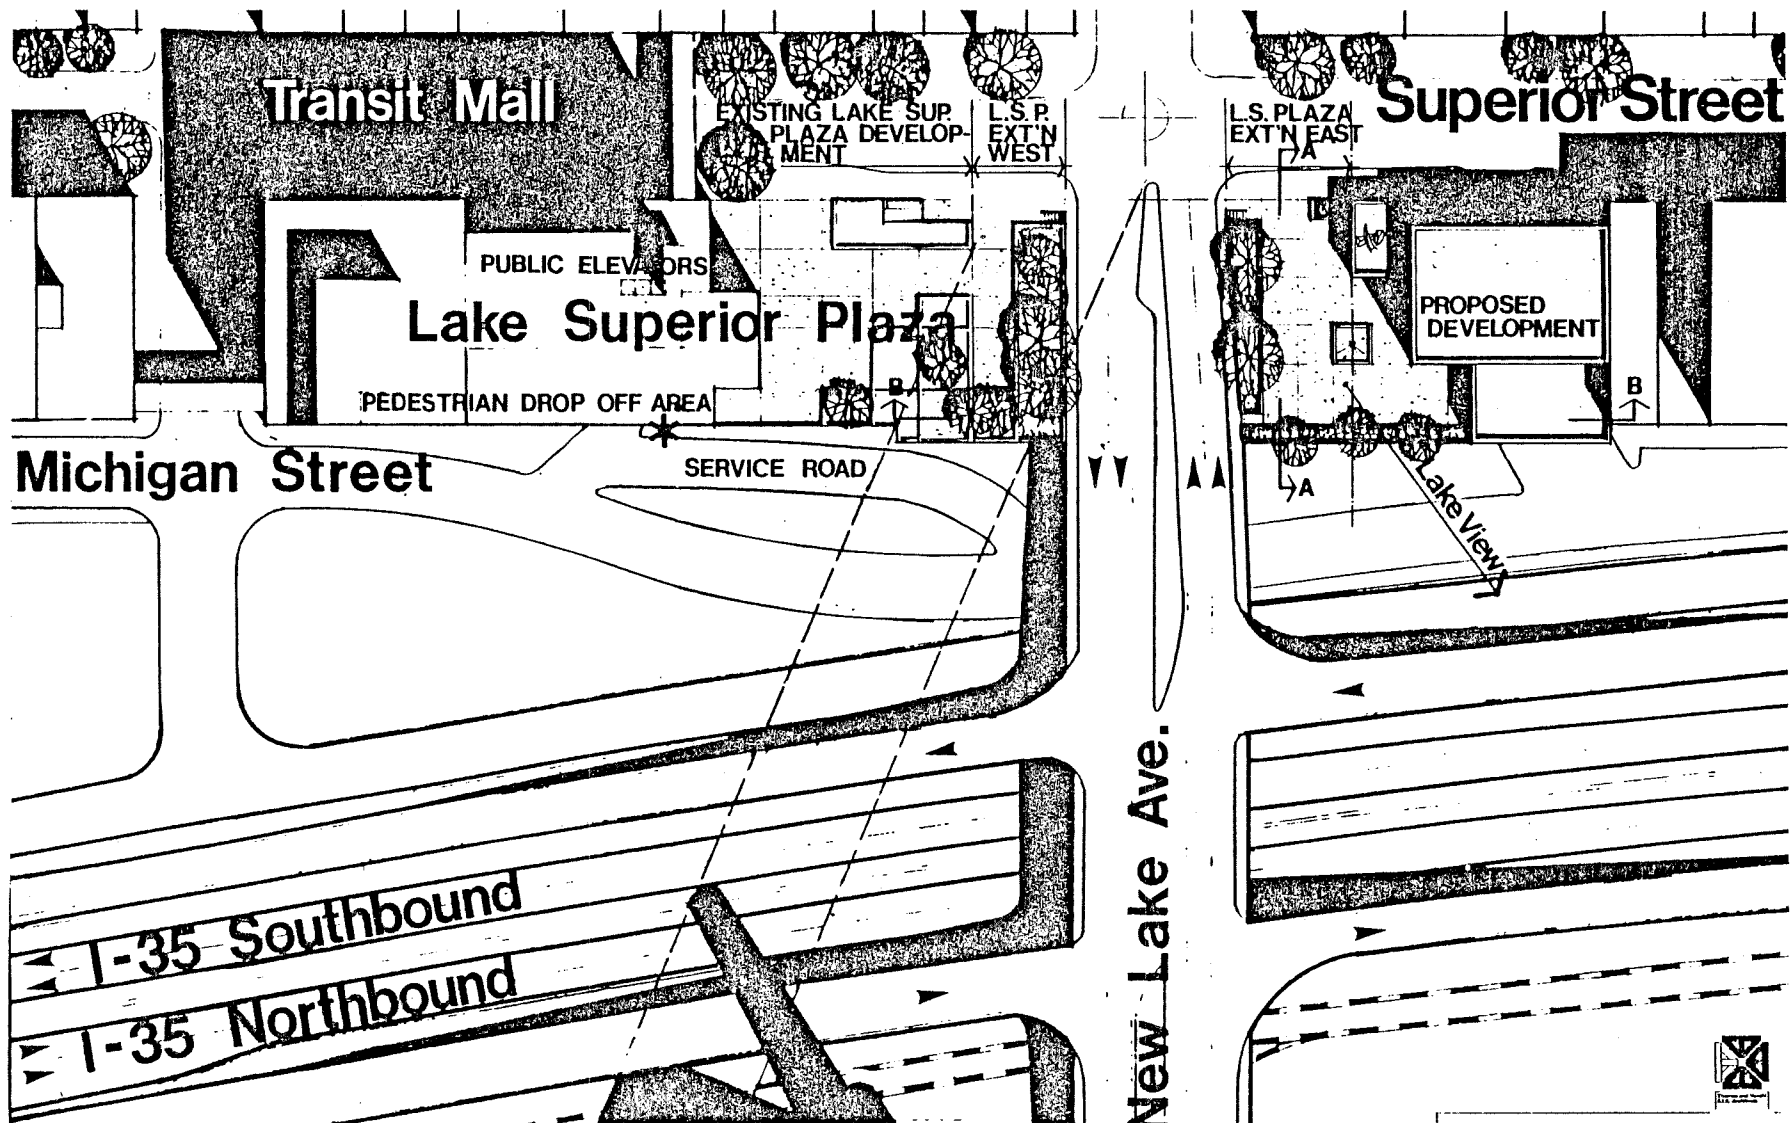 Transit Mall
EXISTING LAKE SUP.
PLAZA DEVELOP-
MENT
L.S.P.
EXT'N
WEST
L.S. PLAZA
EXT'N EAST
A
Superior Street
PUBLIC ELEVATORS
Lake Superior Plaza
PROPOSED
DEVELOPMENT
PEDESTRIAN DROP OFF AREA
B
B
Michigan Street
SERVICE ROAD
A
Lake View
New Lake Ave.
I-35 Southbound
I-35 Northbound